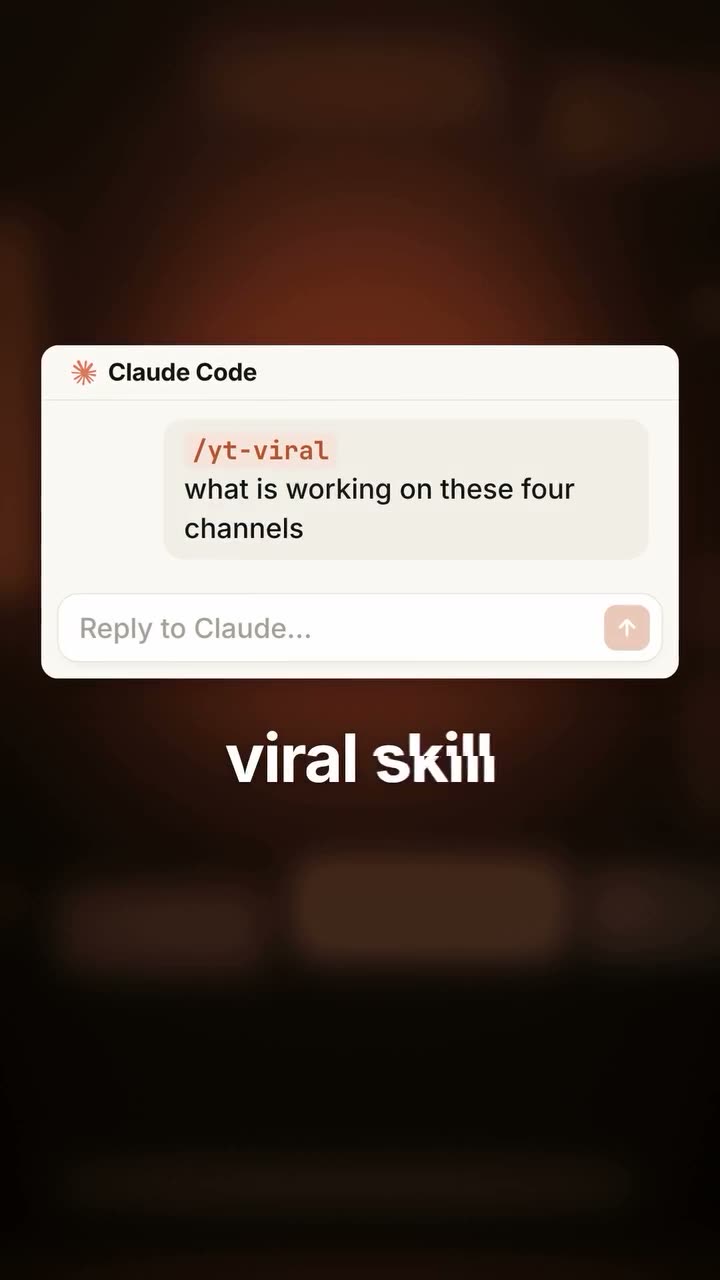 Claude Code
/yt-viral
what is working on these four
channels
Reply to Claude...
viral skill